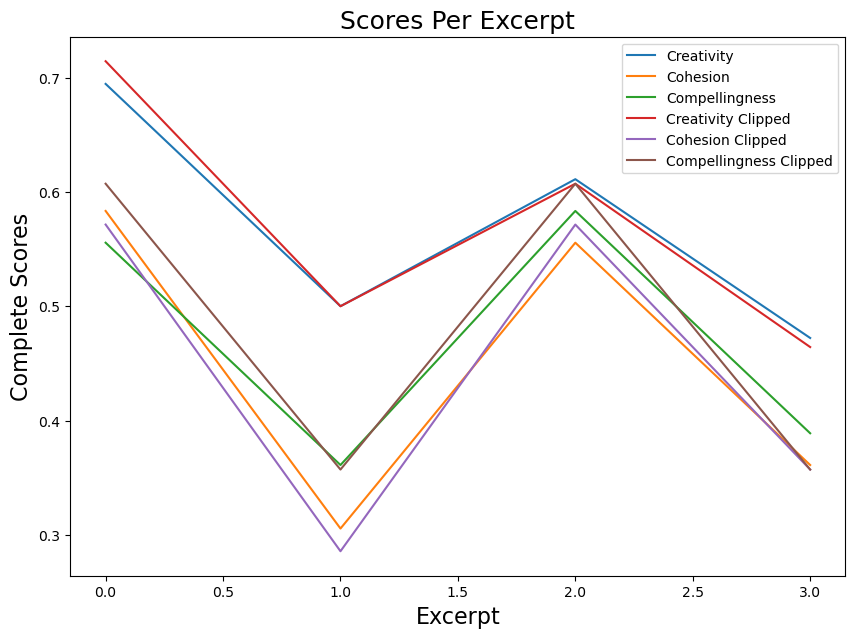 Scores Per Excerpt
Creativity
Cohesion
Compellingness
Creativity Clipped
Cohesion Clipped
Compellingness Clipped
Complete Scores
0.7
0.6
0.5
0.4
0.3
0.0 0.5 1.0 1.5 2.0 2.5 3.0
Excerpt